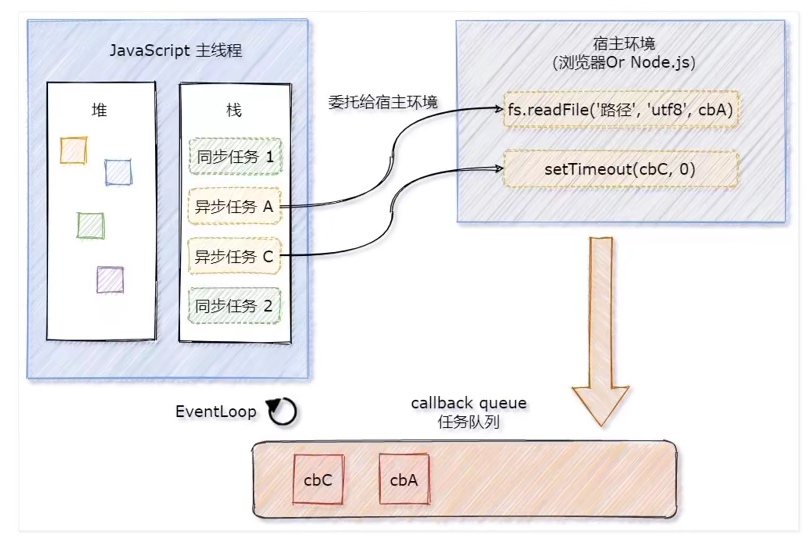 JavaScript 主线程
堆
栈
同步任务 1
异步任务 A
异步任务 C
同步任务 2
委托给宿主环境
宿主环境
(浏览器Or Node.js)
fs.readFile('路径', 'utf8', cbA)
setTimeout(cbC, 0)
EventLoop
callback queue
任务队列
cbC
cbA